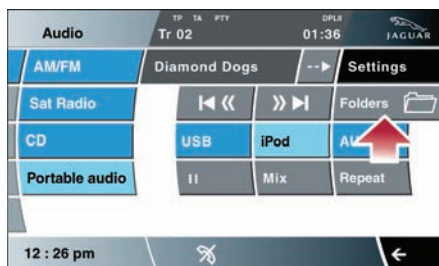 TP TA PTY DPLII
Audio Tr 02 01:36 JAGUAR
AM/FM Diamond Dogs Settings
Sat Radio Folders
CD USB iPod
Portable audio Mix Repeat
12 : 26 pm